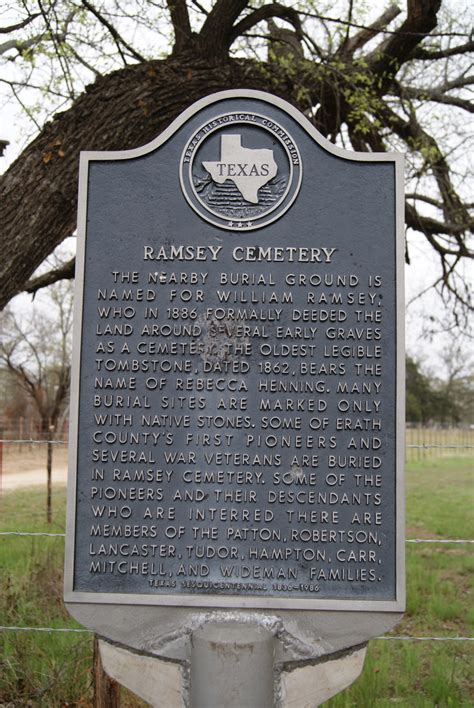 TEXAS HISTORICAL COMMISSION
TEXAS
RAMSEY CEMETERY
THE NEARBY BURIAL GROUND IS
NAMED FOR WILLIAM RAMSEY,
WHO IN 1886 FORMALLY DEEDED THE
LAND AROUND SEVERAL EARLY GRAVES
AS A CEMETERY. THE OLDEST LEGIBLE
TOMBSTONE, DATED 1862, BEARS THE
NAME OF REBECCA HENNING. MANY
BURIAL SITES ARE MARKED ONLY
WITH NATIVE STONES. SOME OF ERATH
COUNTY'S FIRST PIONEERS AND
SEVERAL WAR VETERANS ARE BURIED
IN RAMSEY CEMETERY. SOME OF THE
PIONEERS AND THEIR DESCENDANTS
WHO ARE INTERRED THERE ARE
MEMBERS OF THE PATTON, ROBERTSON,
LANCASTER, TUDOR, HAMPTON, CARR,
MITCHELL, AND WIDEMAN FAMILIES.
TEXAS SESQUICENTENNIAL 1836-1986